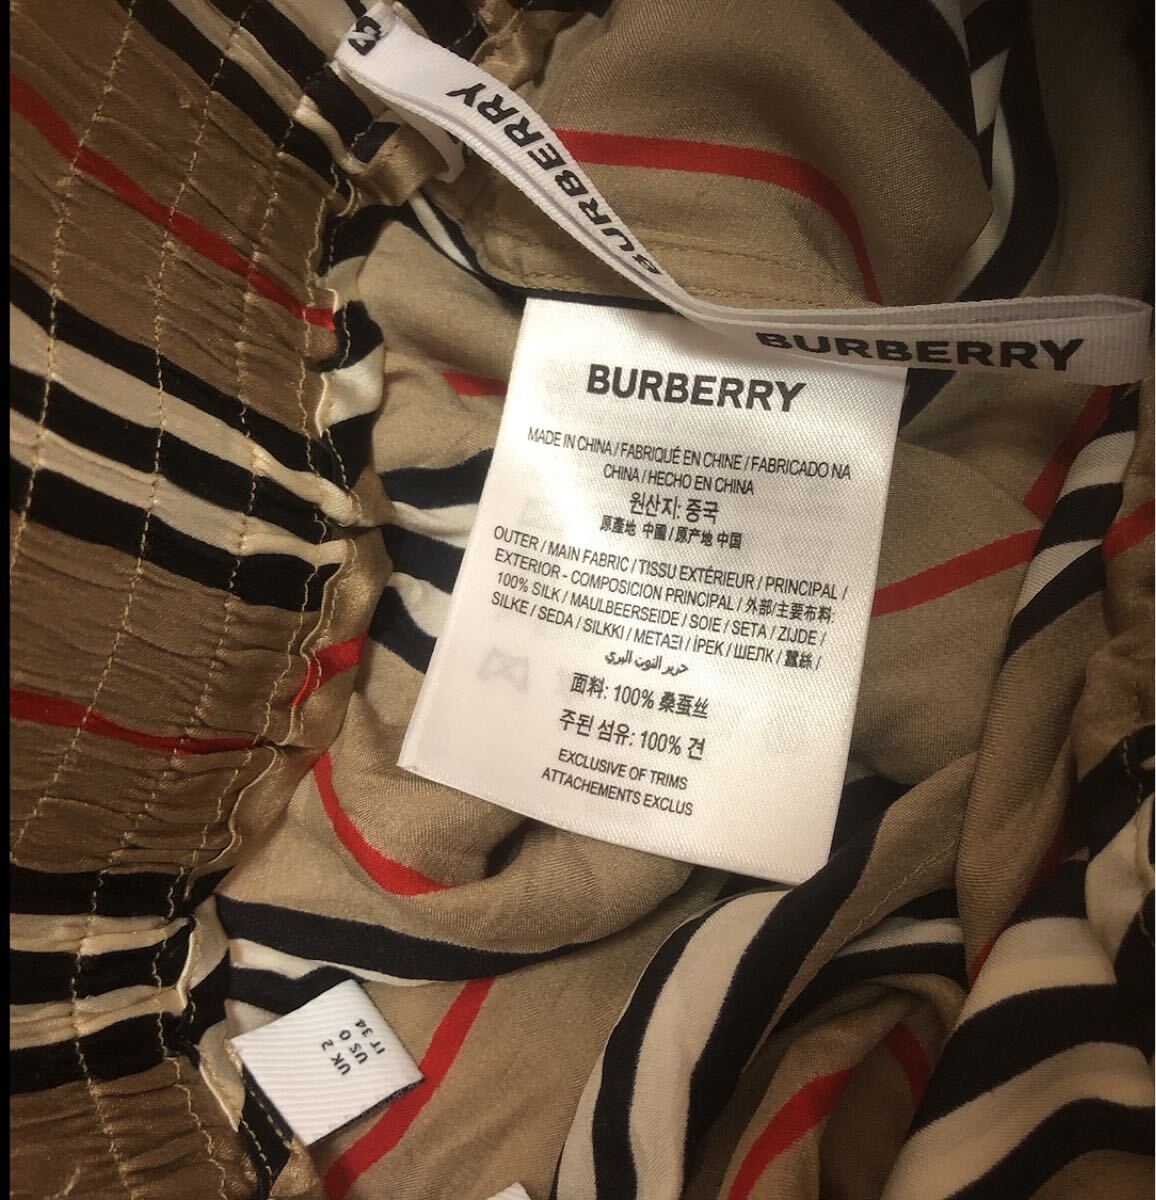 BURBERRY
BURBERRY
BURBERRY
BURBERRY
MADE IN CHINA / FABRIQUÉ EN CHINE / FABRICADO NA
CHINA / HECHO EN CHINA
원산지: 중국
原產地 中國 / 原产地 中国
OUTER / MAIN FABRIC / TISSU EXTÉRIEUR / PRINCIPAL /
EXTERIOR - COMPOSICION PRINCIPAL / 外部/主要布料:
100% SILK / MAULBEERSEIDE / SOIE / SETA / ZIJDE /
SILKE / SEDA / SILKKI / ΜΕΤΑΞΙ / İPEK / ШЕЛК / 蠶絲 /
حرير التوت البري
面料: 100% 桑蚕丝
주된 섬유: 100% 견
EXCLUSIVE OF TRIMS
ATTACHEMENTS EXCLUS
UK 2
US 0
IT 34